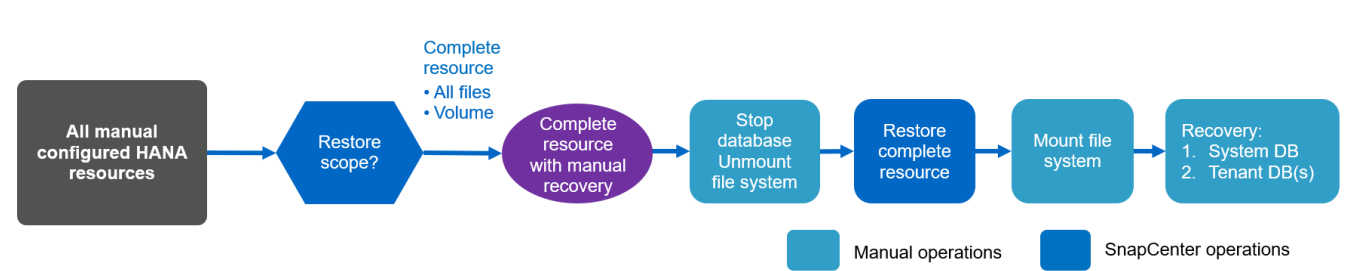 All manual
configured HANA
resources
Restore
scope?
Complete
resource
• All files
• Volume
Complete
resource
with manual
recovery
Stop
database
Unmount
file system
Restore
complete
resource
Mount file
system
Recovery:
1. System DB
2. Tenant DB(s)
Manual operations
SnapCenter operations